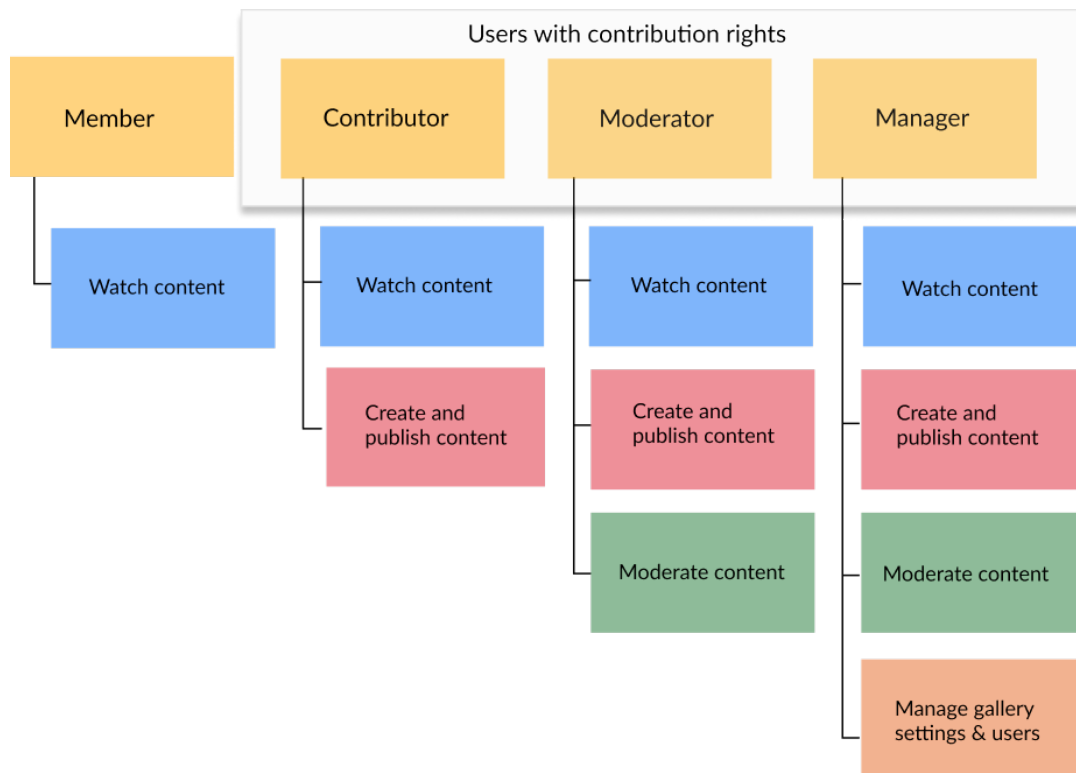 Users with contribution rights
Member
Contributor
Moderator
Manager
Watch content
Watch content
Watch content
Watch content
Create and
publish content
Create and
publish content
Create and
publish content
Moderate content
Moderate content
Manage gallery
settings & users